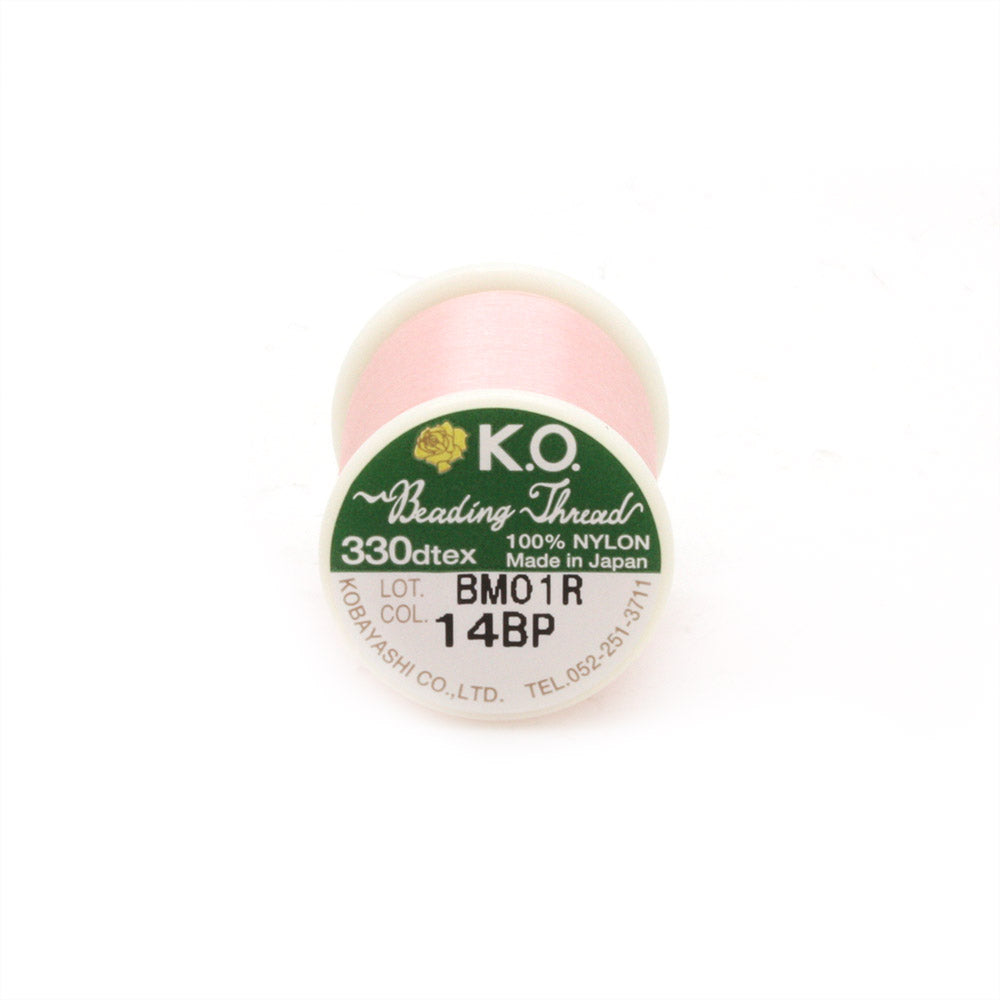 K.O.
Beading Thread
330dtex
100% NYLON
Made in Japan
LOT. BM01R
COL. 14BP
KOBAYASHI CO.,LTD. TEL.052-251-3711